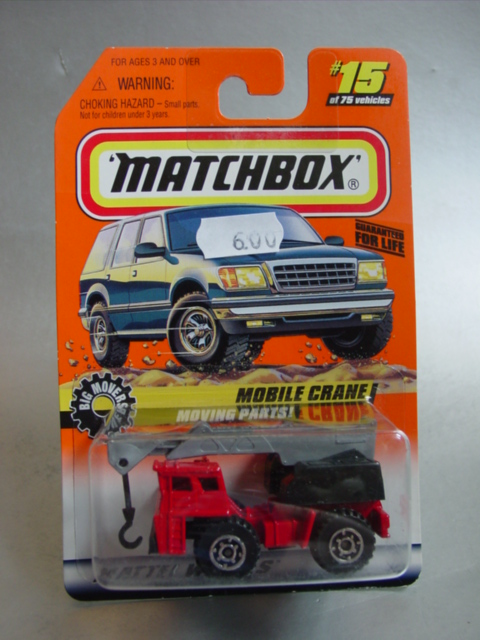 FOR AGES 3 AND OVER
WARNING:
CHOKING HAZARD – Small parts.
Not for children under 3 years.
#15
of 75 vehicles
'MATCHBOX'®
GUARANTEED
FOR LIFE
6.00
BIG MOVERS
MOBILE CRANE
MOVING PARTS!